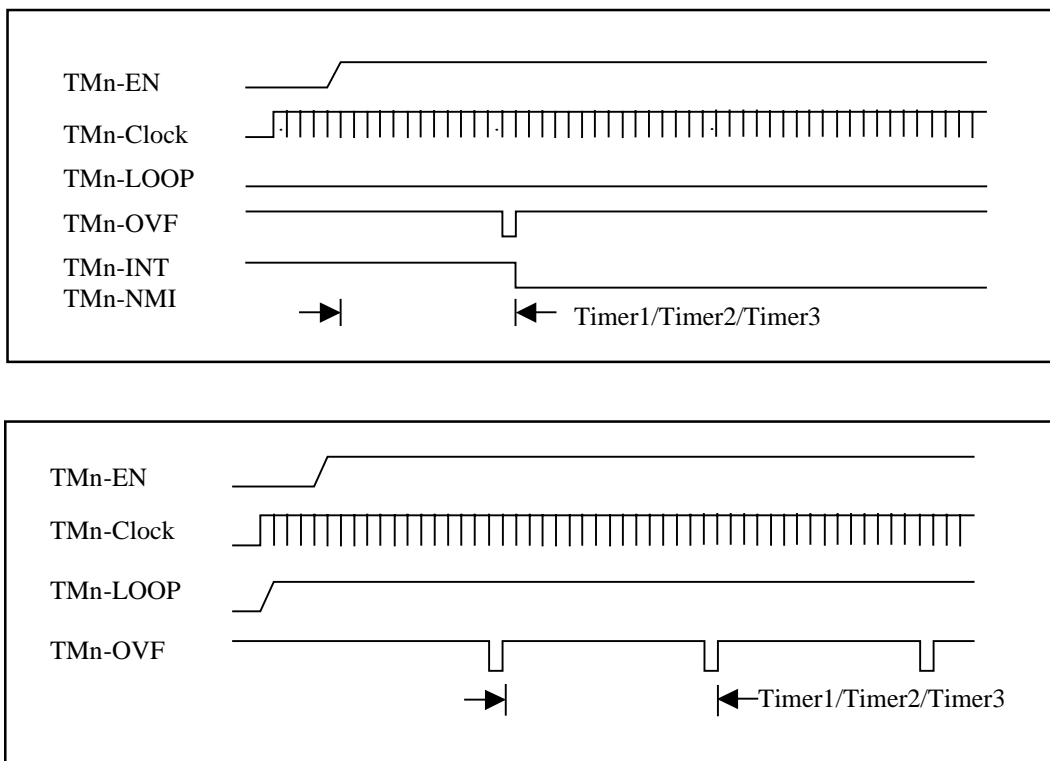 TMn-EN
TMn-Clock
TMn-LOOP
TMn-OVF
TMn-INT
TMn-NMI
Timer1/Timer2/Timer3
TMn-EN
TMn-Clock
TMn-LOOP
TMn-OVF
Timer1/Timer2/Timer3